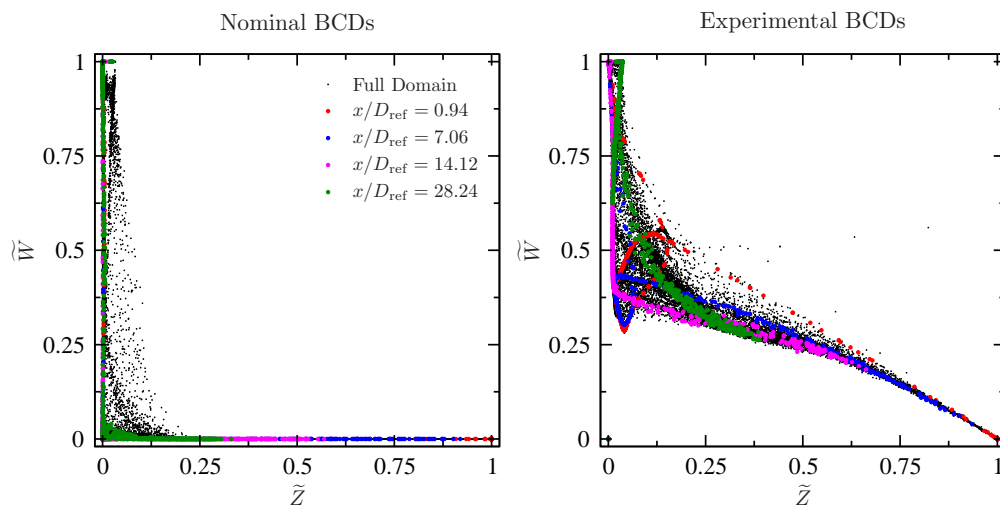 Nominal BCDs
Experimental BCDs
1
0.75
0.5
0.25
0
W̃
0
0.25
0.5
0.75
1
Z̃
Full Domain
x/D_ref = 0.94
x/D_ref = 7.06
x/D_ref = 14.12
x/D_ref = 28.24
1
0.75
0.5
0.25
0
W̃
0
0.25
0.5
0.75
1
Z̃